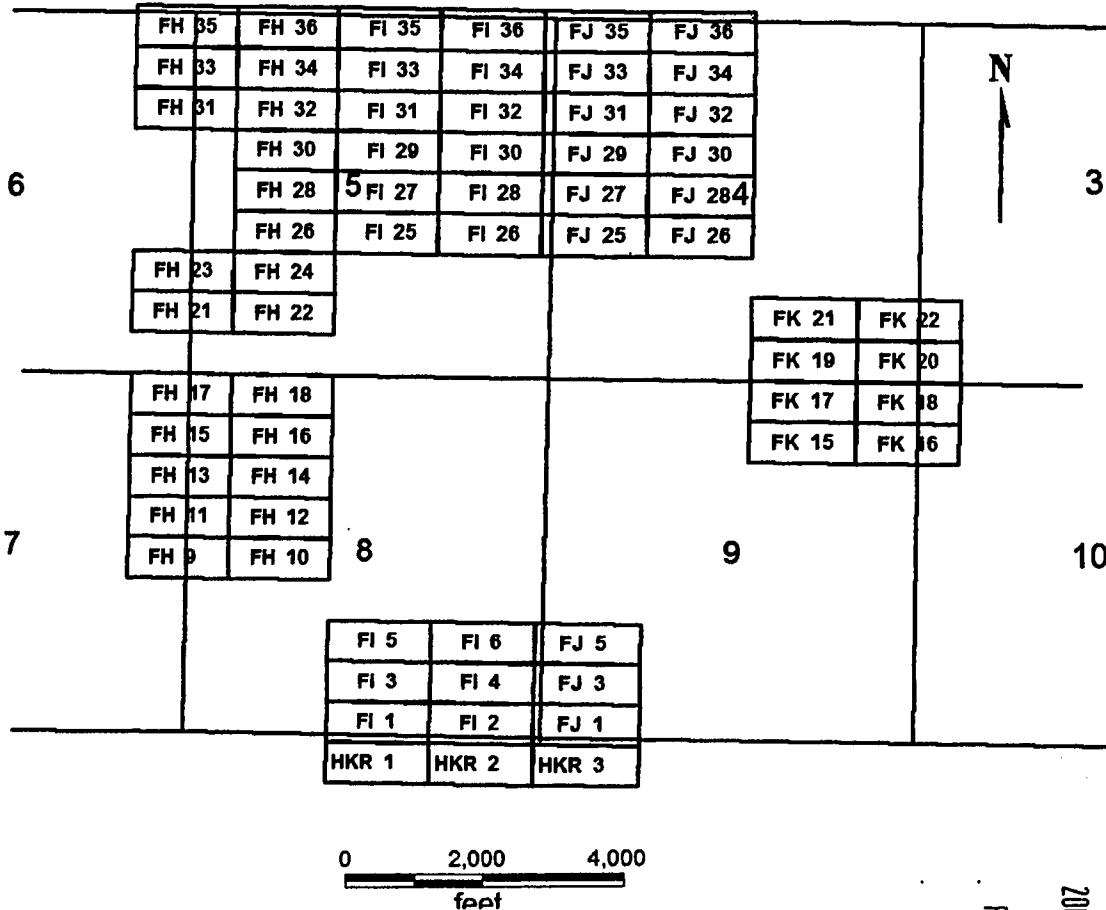 FH 35 FH 36 FI 35 FI 36 FJ 35 FJ 36
FH 33 FH 34 FI 33 FI 34 FJ 33 FJ 34
N
FH 31 FH 32 FI 31 FI 32 FJ 31 FJ 32
FH 30 FI 29 FI 30 FJ 29 FJ 30
6 FH 28 5 FI 27 FI 28 FJ 27 FJ 28 4 3
FH 26 FI 25 FI 26 FJ 25 FJ 26
FH 23 FH 24
FH 21 FH 22 FK 21 FK 22
FK 19 FK 20
FH 17 FH 18 FK 17 FK 18
FH 15 FH 16 FK 15 FK 16
FH 13 FH 14
FH 11 FH 12
7 FH 9 FH 10 8 9 10
FI 5 FI 6 FJ 5
FI 3 FI 4 FJ 3
FI 1 FI 2 FJ 1
HKR 1 HKR 2 HKR 3
0 2,000 4,000
feet